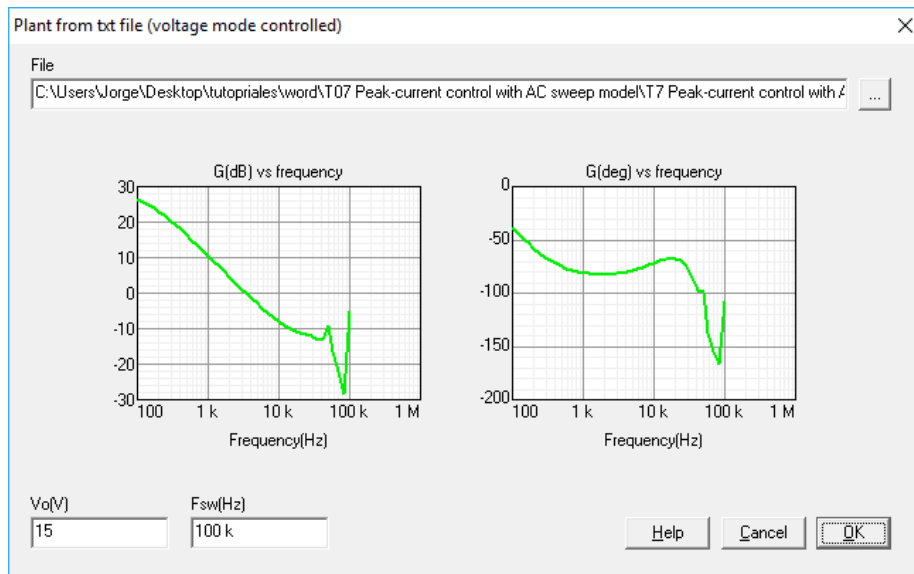 Plant from txt file (voltage mode controlled)
File
C:\Users\Jorge\Desktop\tutopriales\word\T07 Peak-current control with AC sweep model\T7 Peak-current control with A
...
G(dB) vs frequency
30
20
10
0
-10
-20
-30
100 1 k 10 k 100 k 1 M
Frequency(Hz)
G(deg) vs frequency
0
-50
-100
-150
-200
100 1 k 10 k 100 k 1 M
Frequency(Hz)
Vo(V)
15
Fsw(Hz)
100 k
Help
Cancel
OK